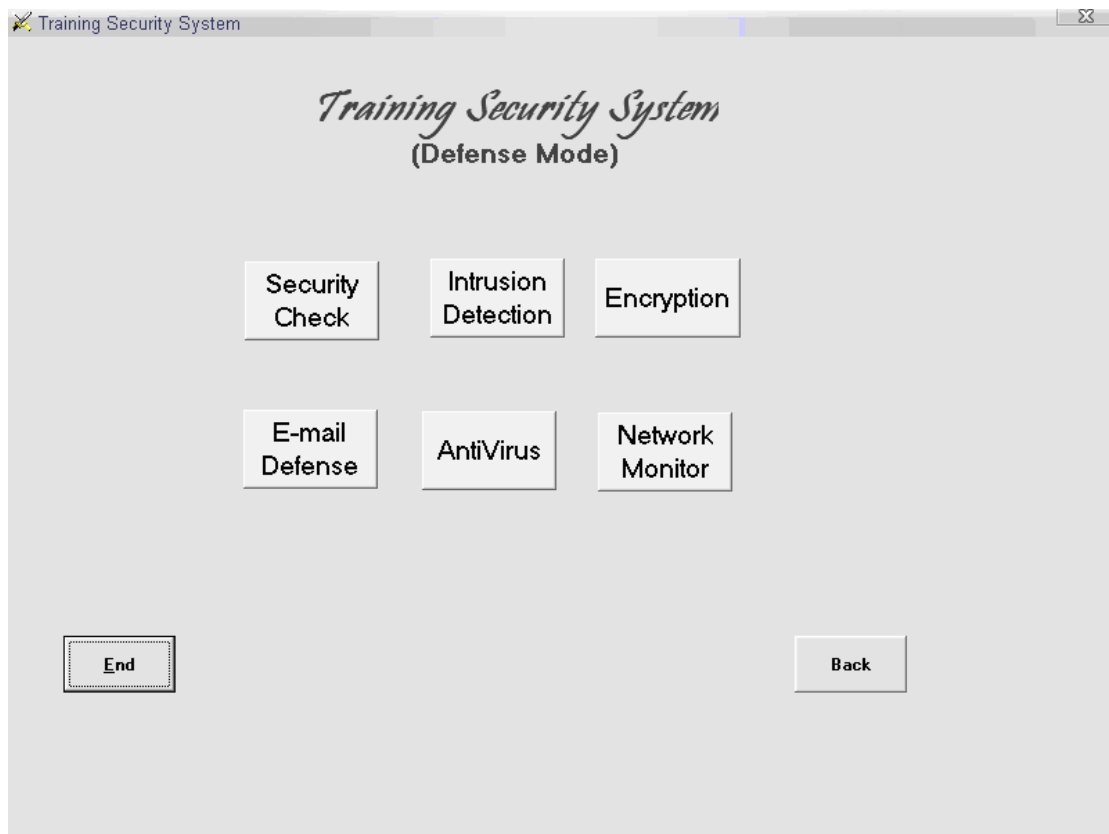 Training Security System
Training Security System
(Defense Mode)
Security
Check
Intrusion
Detection
Encryption
E-mail
Defense
AntiVirus
Network
Monitor
End
Back